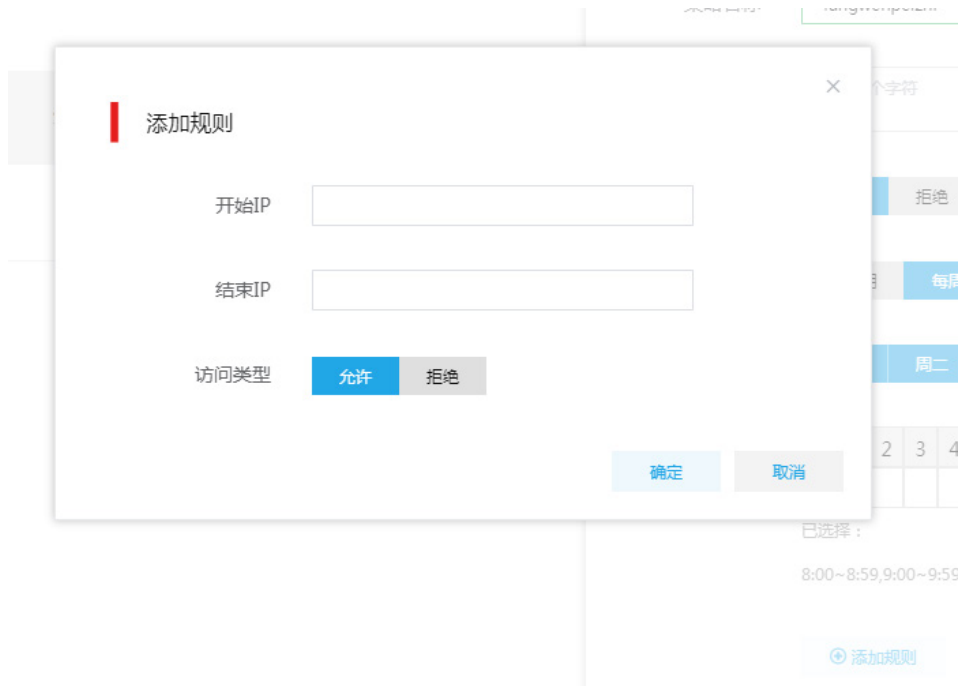 个字符
添加规则
开始IP
拒绝
结束IP
每周
访问类型
允许
拒绝
周二
2 3 4
确定
取消
已选择：
8:00~8:59,9:00~9:59
添加规则